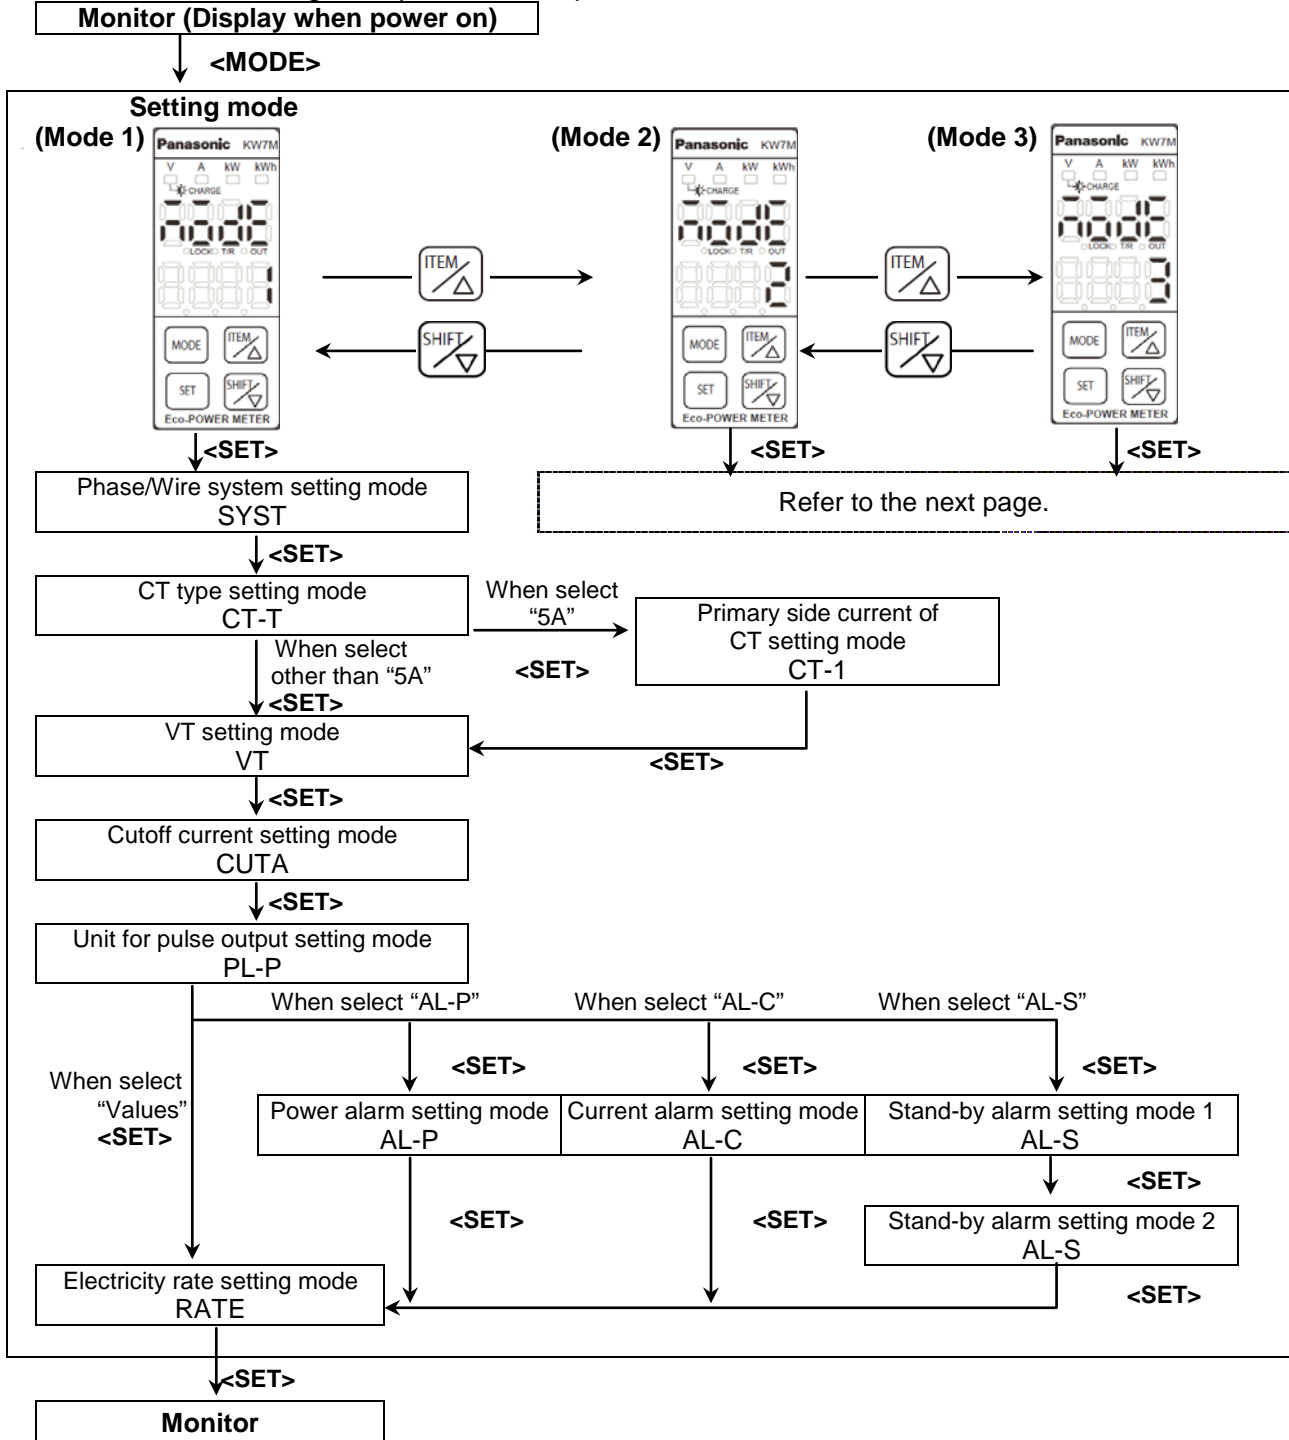 Monitor (Display when power on)
<MODE>
Setting mode
(Mode 1)
Panasonic KW7M
V A kW kWh
CHARGE
modE
LOCK T/R OUT
1
MODE ITEM
SET SHIFT
Eco-POWER METER
ITEM
SHIFT
(Mode 2)
Panasonic KW7M
V A kW kWh
CHARGE
modE
LOCK T/R OUT
2
MODE ITEM
SET SHIFT
Eco-POWER METER
ITEM
SHIFT
(Mode 3)
Panasonic KW7M
V A kW kWh
CHARGE
modE
LOCK T/R OUT
3
MODE ITEM
SET SHIFT
Eco-POWER METER
<SET>
<SET>
<SET>
Phase/Wire system setting mode
SYST
Refer to the next page.
<SET>
CT type setting mode
CT-T
When select
“5A”
<SET>
Primary side current of
CT setting mode
CT-1
When select
other than “5A”
<SET>
<SET>
VT setting mode
VT
<SET>
Cutoff current setting mode
CUTA
<SET>
Unit for pulse output setting mode
PL-P
When select “AL-P”
When select “AL-C”
When select “AL-S”
<SET>
<SET>
<SET>
When select
“Values”
<SET>
Power alarm setting mode
AL-P
Current alarm setting mode
AL-C
Stand-by alarm setting mode 1
AL-S
<SET>
<SET>
<SET>
Stand-by alarm setting mode 2
AL-S
<SET>
Electricity rate setting mode
RATE
<SET>
Monitor